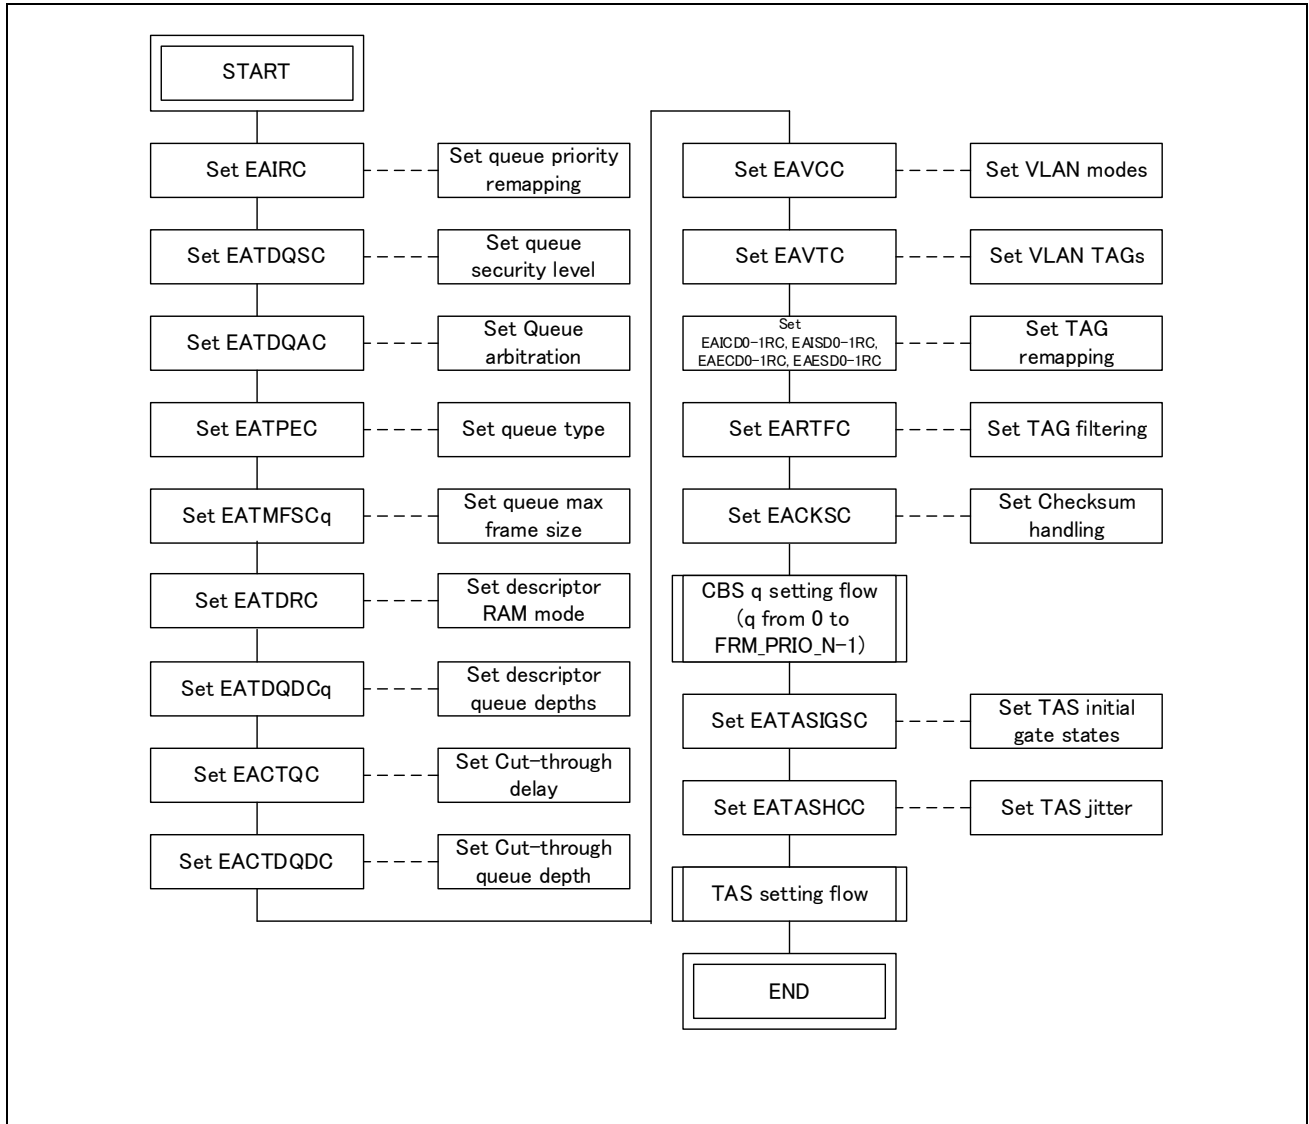 START
Set EAIRC
Set queue priority
remapping
Set EATDQSC
Set queue
security level
Set EATDQAC
Set Queue
arbitration
Set EATPEC
Set queue type
Set EATMFSCq
Set queue max
frame size
Set EATDRC
Set descriptor
RAM mode
Set EATDQDCq
Set descriptor
queue depths
Set EACTQC
Set Cut-through
delay
Set EACTDQDC
Set Cut-through
queue depth
Set EAVCC
Set VLAN modes
Set EAVTC
Set VLAN TAGs
Set
EAICD0-1RC, EAISD0-1RC,
EAECD0-1RC, EAESD0-1RC
Set TAG
remapping
Set EARTFC
Set TAG filtering
Set EACKSC
Set Checksum
handling
CBS q setting flow
(q from 0 to
FRM_PRIO_N-1)
Set EATASIGSC
Set TAS initial
gate states
Set EATASHCC
Set TAS jitter
TAS setting flow
END